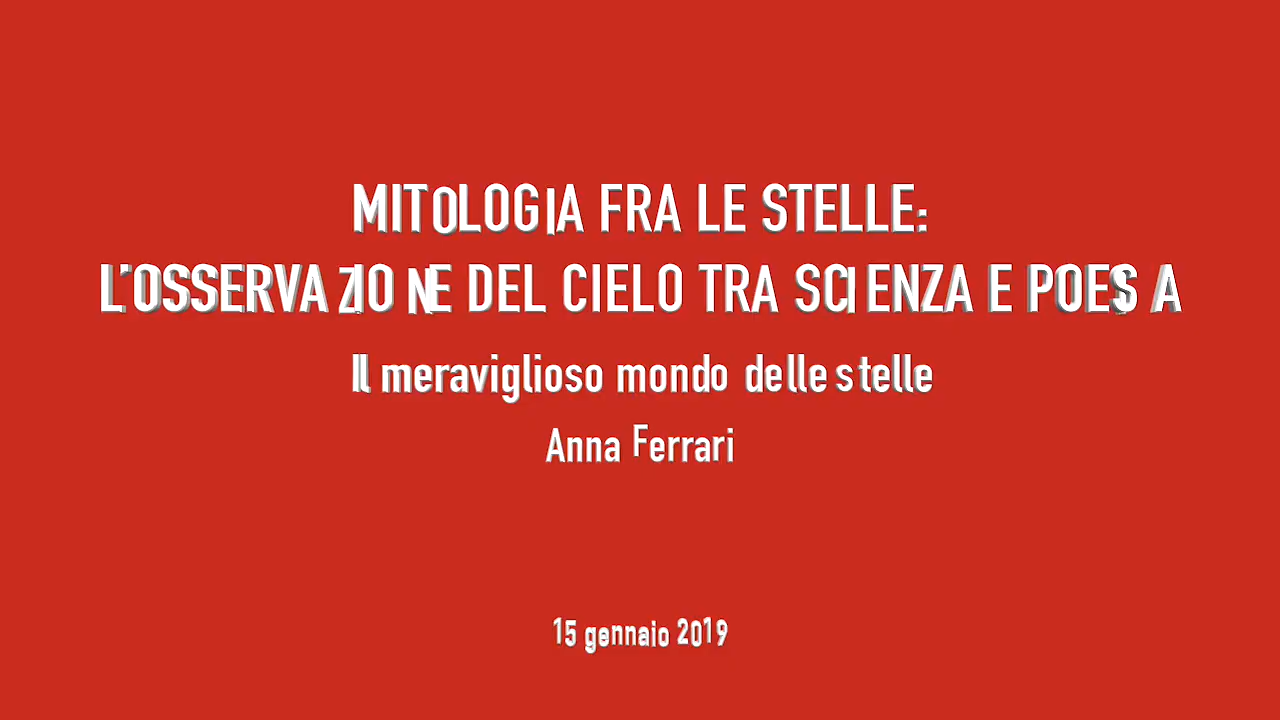 MITOLOGIA FRA LE STELLE:
L'OSSERVAZIONE DEL CIELO TRA SCIENZA E POESIA
Il meraviglioso mondo delle stelle
Anna Ferrari
15 gennaio 2019